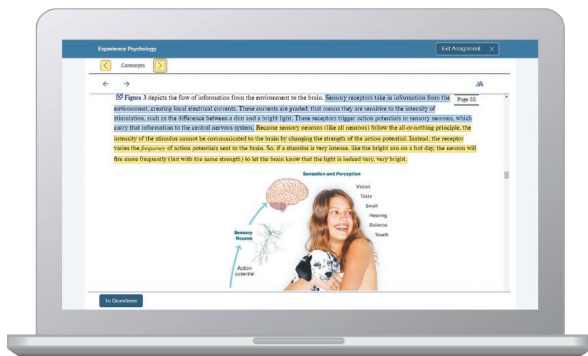 Experience Psychology
Exit Assignment X
Concepts
AA
Page 88
Figure 3 depicts the flow of information from the environment to the brain. Sensory receptors take in information from the
environment, creating local electrical currents. These currents are graded; that means they are sensitive to the intensity of
stimulation, such as the difference between a dim and a bright light. These receptors trigger action potentials in sensory neurons, which
carry that information to the central nervous system. Because sensory neurons (like all neurons) follow the all-or-nothing principle, the
intensity of the stimulus cannot be communicated to the brain by changing the strength of the action potential. Instead, the receptor
varies the frequency of action potentials sent to the brain. So, if a stimulus is very intense, like the bright sun on a hot day, the neuron will
fire more frequently (but with the same strength) to let the brain know that the light is indeed very, very bright.
Sensation and Perception
Vision
Taste
Smell
Hearing
Balance
Touch
Sensory
Neuron
Action
potential
To Questions